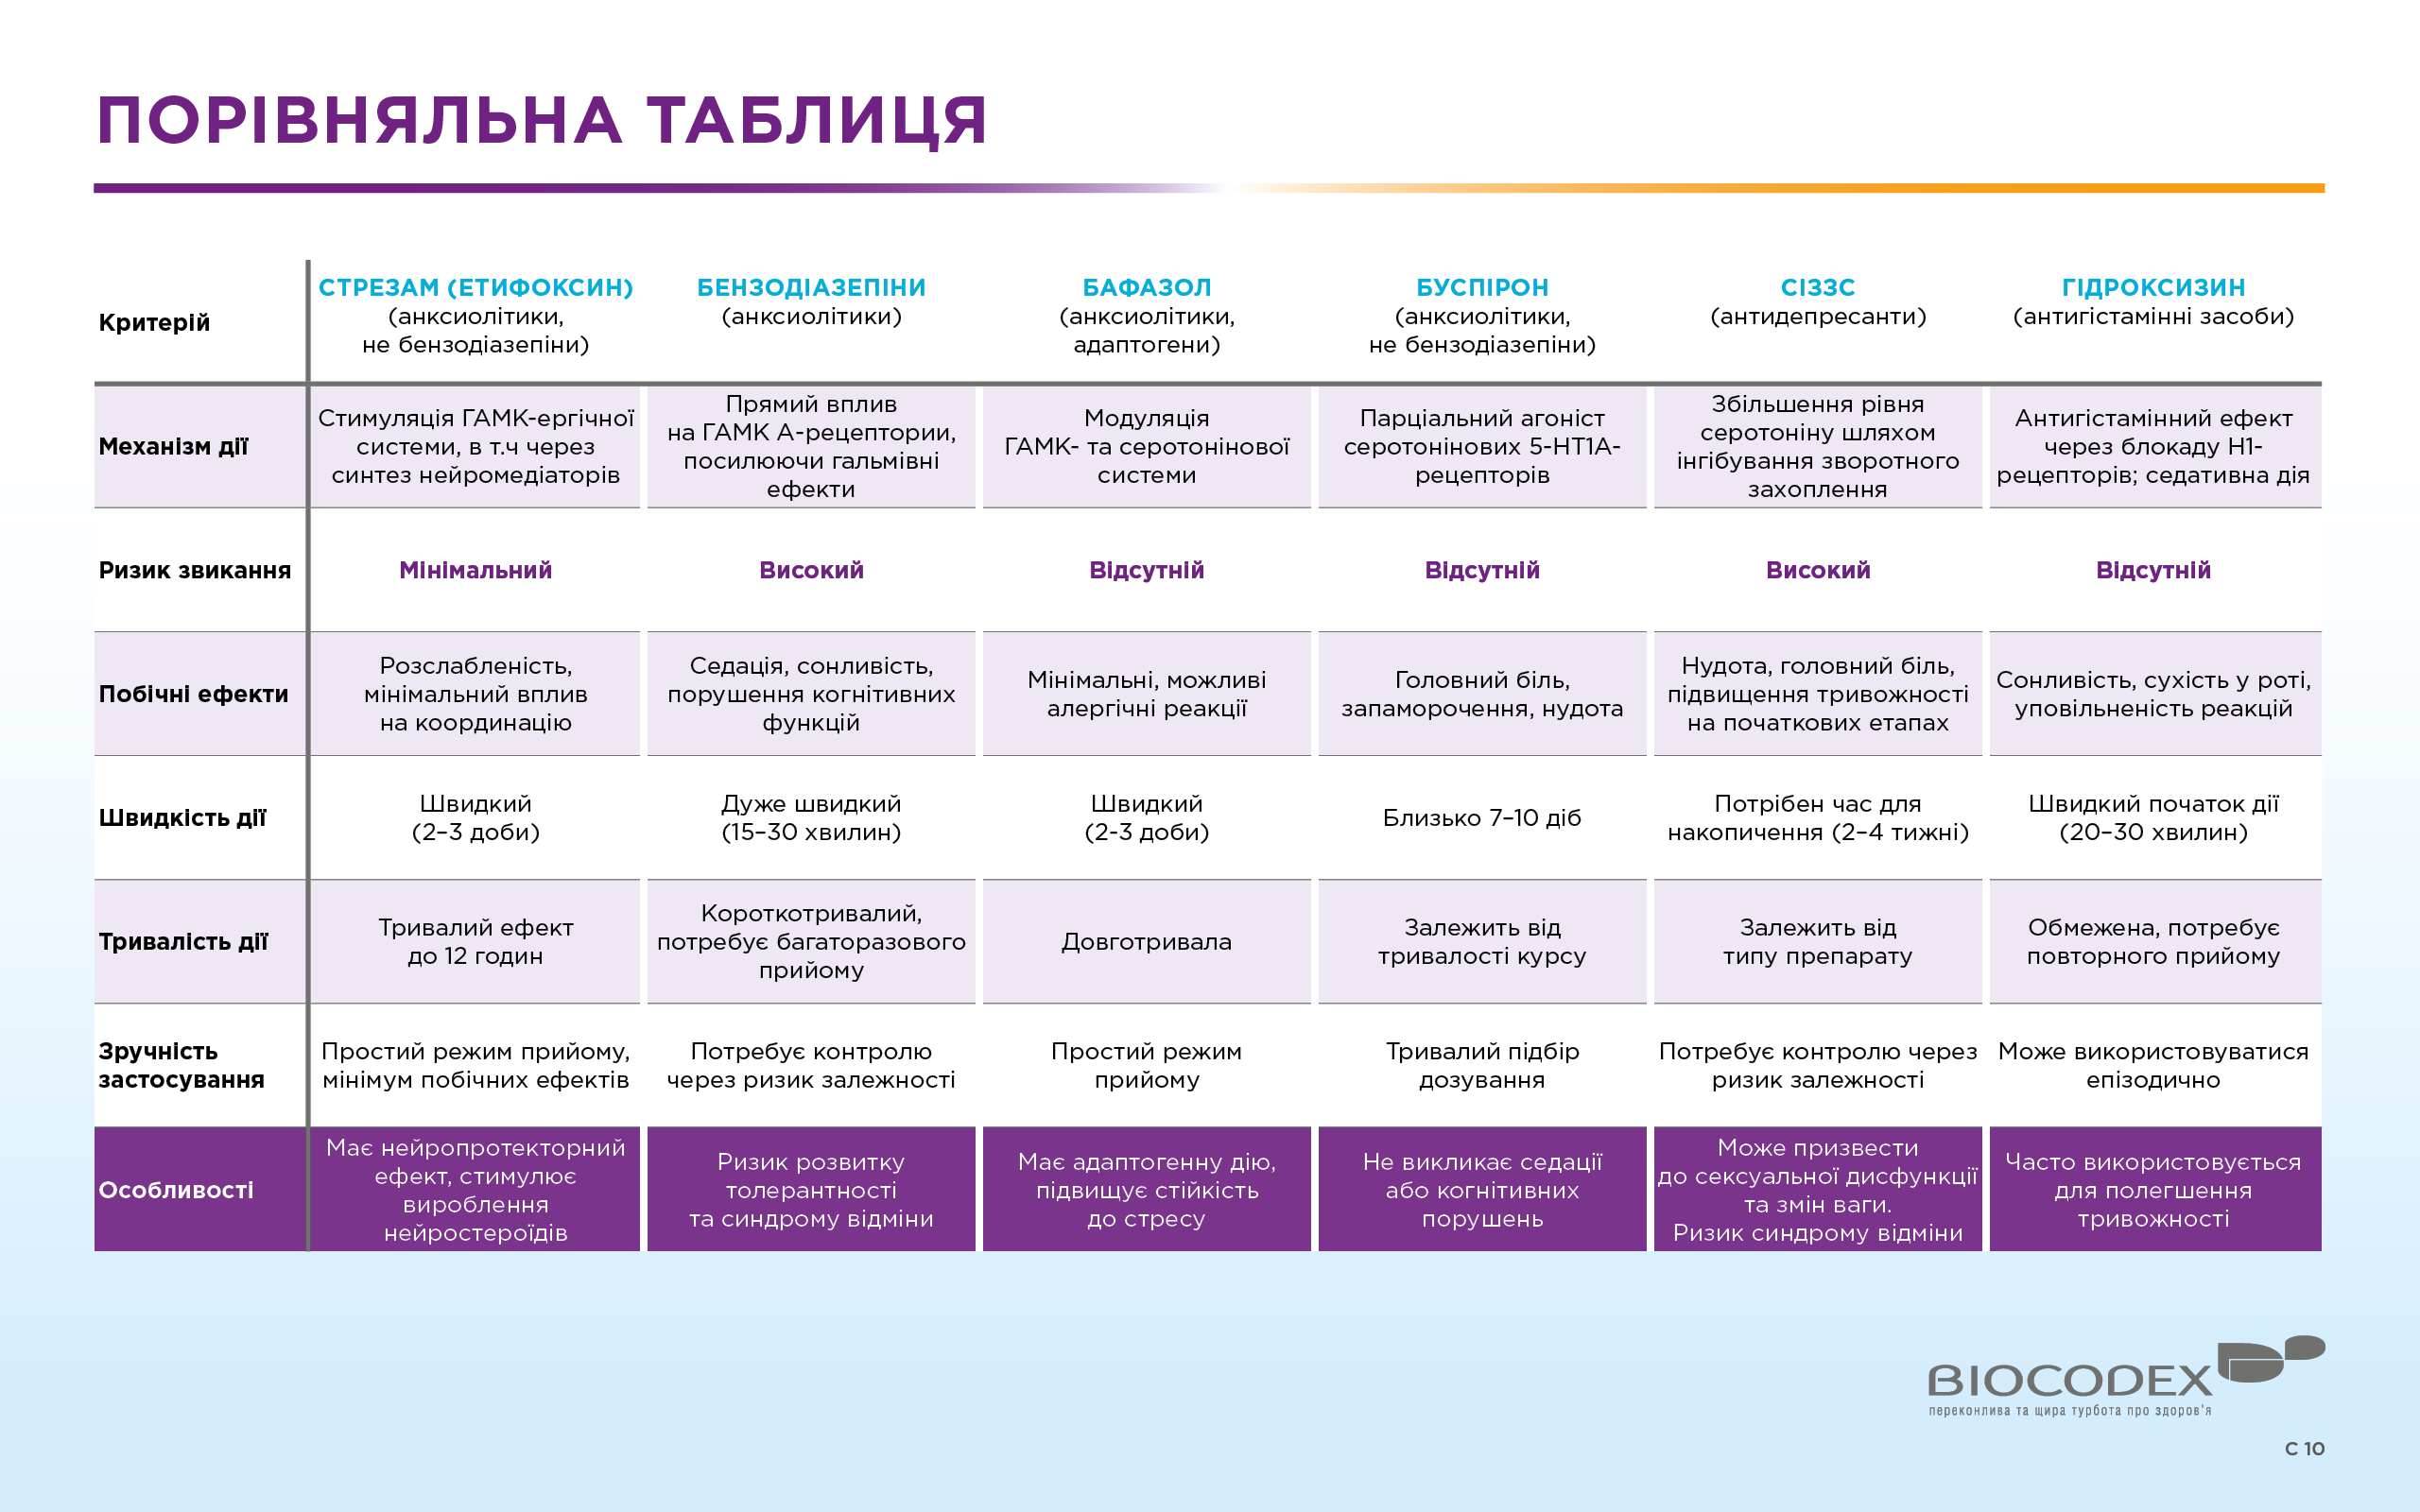 ПОРІВНЯЛЬНА ТАБЛИЦЯ
Критерій
СТРЕЗАМ (ЕТИФОКСИН)
(анксиолітики,
не бензодіазепіни)
БЕНЗОДІАЗЕПІНИ
(анксиолітики)
БАФАЗОЛ
(анксиолітики,
адаптогени)
БУСПІРОН
(анксиолітики,
не бензодіазепіни)
СІЗЗС
(антидепресанти)
ГІДРОКСИЗИН
(антигістамінні засоби)
Механізм дії
Стимуляція ГАМК-ергічної
системи, в т.ч через
синтез нейромедіаторів
Прямий вплив
на ГАМК А-рецептории,
посилюючи гальмівні
ефекти
Модуляція
ГАМК- та серотонінової
системи
Парціальний агоніст
серотонінових 5-НТ1А-
рецепторів
Збільшення рівня
серотоніну шляхом
інгібування зворотного
захоплення
Антигістамінний ефект
через блокаду Н1-
рецепторів; седативна дія
Ризик звикання
Мінімальний
Високий
Відсутній
Відсутній
Високий
Відсутній
Побічні ефекти
Розслабленість,
мінімальний вплив
на координацію
Седація, сонливість,
порушення когнітивних
функцій
Мінімальні, можливі
алергічні реакції
Головний біль,
запаморочення, нудота
Нудота, головний біль,
підвищення тривожності
на початкових етапах
Сонливість, сухість у роті,
уповільненість реакцій
Швидкість дії
Швидкий
(2–3 доби)
Дуже швидкий
(15–30 хвилин)
Швидкий
(2-3 доби)
Близько 7–10 діб
Потрібен час для
накопичення (2–4 тижні)
Швидкий початок дії
(20–30 хвилин)
Тривалість дії
Тривалий ефект
до 12 годин
Короткотривалий,
потребує багаторазового
прийому
Довготривала
Залежить від
тривалості курсу
Залежить від
типу препарату
Обмежена, потребує
повторного прийому
Зручність
застосування
Простий режим прийому,
мінімум побічних ефектів
Потребує контролю
через ризик залежності
Простий режим
прийому
Тривалий підбір
дозування
Потребує контролю через
ризик залежності
Може використовуватися
епізодично
Особливості
Має нейропротекторний
ефект, стимулює
вироблення
нейростероїдів
Ризик розвитку
толерантності
та синдрому відміни
Має адаптогенну дію,
підвищує стійкість
до стресу
Не викликає седації
або когнітивних
порушень
Може призвести
до сексуальної дисфункції
та змін ваги.
Ризик синдрому відміни
Часто використовується
для полегшення
тривожності
BIOCODEX
переконлива та щира турбота про здоров'я
С 10